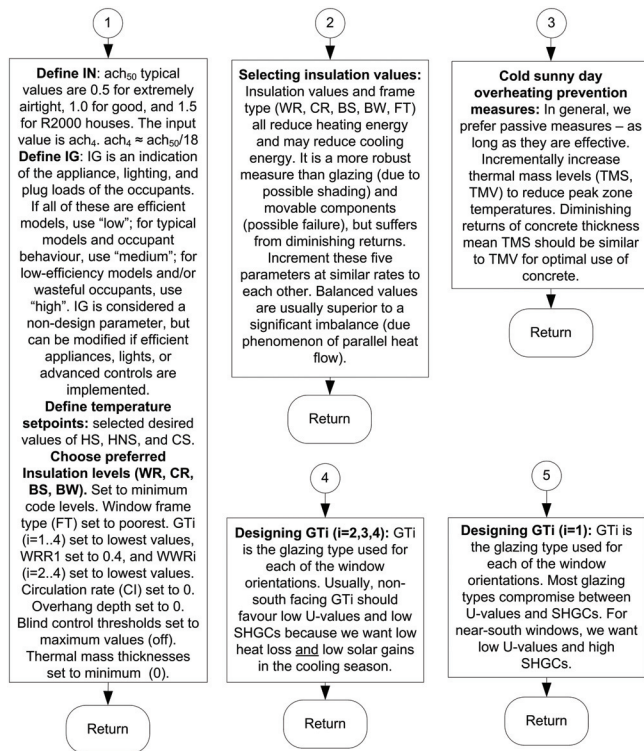 1
Define IN: ach₅₀ typical
values are 0.5 for extremely
airtight, 1.0 for good, and 1.5
for R2000 houses. The input
value is ach₄. ach₄ ≈ ach₅₀/18
Define IG: IG is an indication
of the appliance, lighting, and
plug loads of the occupants.
If all of these are efficient
models, use “low”; for typical
models and occupant
behaviour, use “medium”; for
low-efficiency models and/or
wasteful occupants, use
“high”. IG is considered a
non-design parameter, but
can be modified if efficient
appliances, lights, or
advanced controls are
implemented.
Define temperature
setpoints: selected desired
values of HS, HNS, and CS.
Choose preferred
Insulation levels (WR, CR,
BS, BW). Set to minimum
code levels. Window frame
type (FT) set to poorest. GTi
(i=1..4) set to lowest values,
WRR1 set to 0.4, and WWRi
(i=2..4) set to lowest values.
Circulation rate (CI) set to 0.
Overhang depth set to 0.
Blind control thresholds set to
maximum values (off).
Thermal mass thicknesses
set to minimum (0).
Return
2
Selecting insulation values:
Insulation values and frame
type (WR, CR, BS, BW, FT)
all reduce heating energy
and may reduce cooling
energy. It is a more robust
measure than glazing (due to
possible shading) and
movable components
(possible failure), but suffers
from diminishing returns.
Increment these five
parameters at similar rates to
each other. Balanced values
are usually superior to a
significant imbalance (due
phenomenon of parallel heat
flow).
Return
3
Cold sunny day
overheating prevention
measures: In general, we
prefer passive measures – as
long as they are effective.
Incrementally increase
thermal mass levels (TMS,
TMV) to reduce peak zone
temperatures. Diminishing
returns of concrete thickness
mean TMS should be similar
to TMV for optimal use of
concrete.
Return
4
Designing GTi (i=2,3,4): GTi
is the glazing type used for
each of the window
orientations. Usually, non-
south facing GTi should
favour low U-values and low
SHGCs because we want low
heat loss and low solar gains
in the cooling season.
Return
5
Designing GTi (i=1): GTi is
the glazing type used for
each of the window
orientations. Most glazing
types compromise between
U-values and SHGCs. For
near-south windows, we
want low U-values and high
SHGCs.
Return